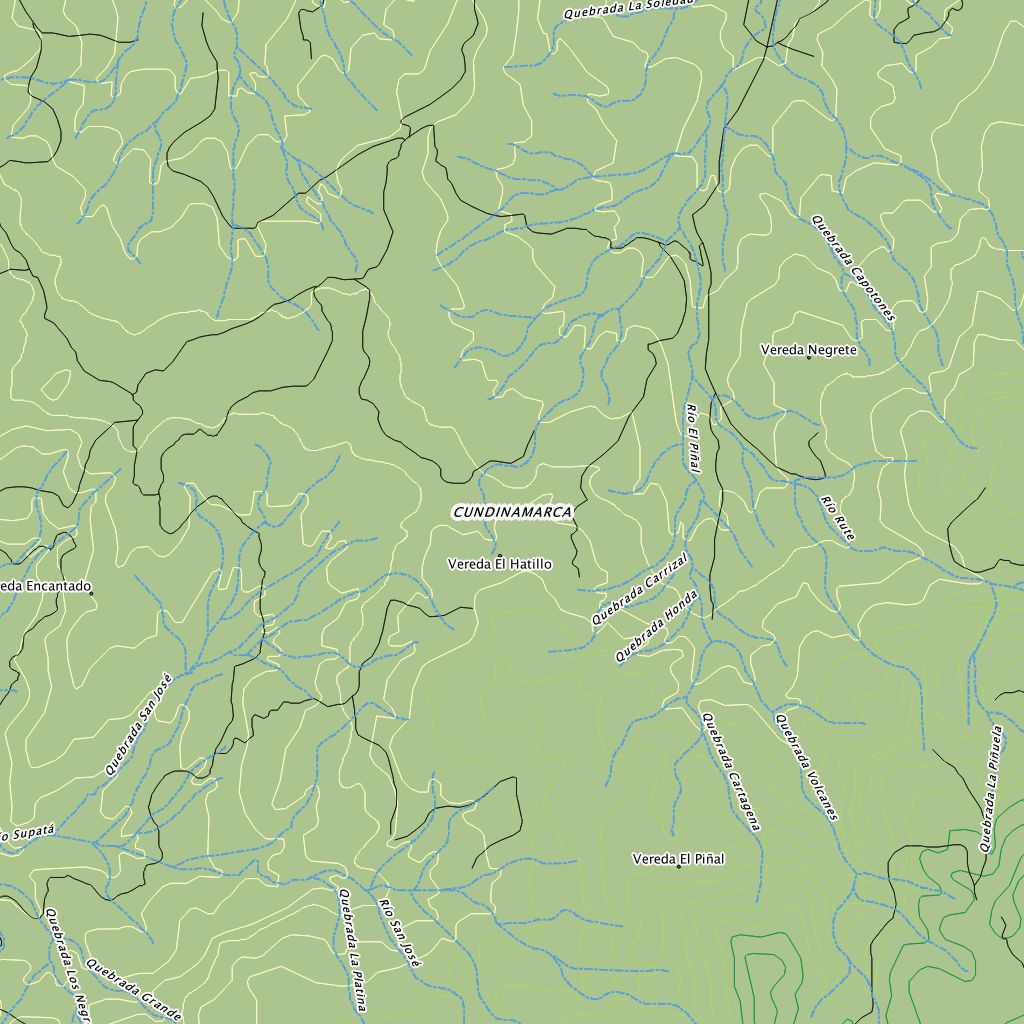 Quebrada La Soledad
Quebrada Capotones
Vereda Negrete
Río El Piñal
CUNDINAMARCA
Río Rute
Vereda El Hatillo
eda Encantado
Quebrada Carrizal
Quebrada Honda
Quebrada San José
Quebrada Cartagena
Quebrada Volcanes
Quebrada La Piñuela
ío Supatá
Vereda El Piñal
Quebrada La Platina
Río San José
Quebrada Los Negr
Quebrada Grande